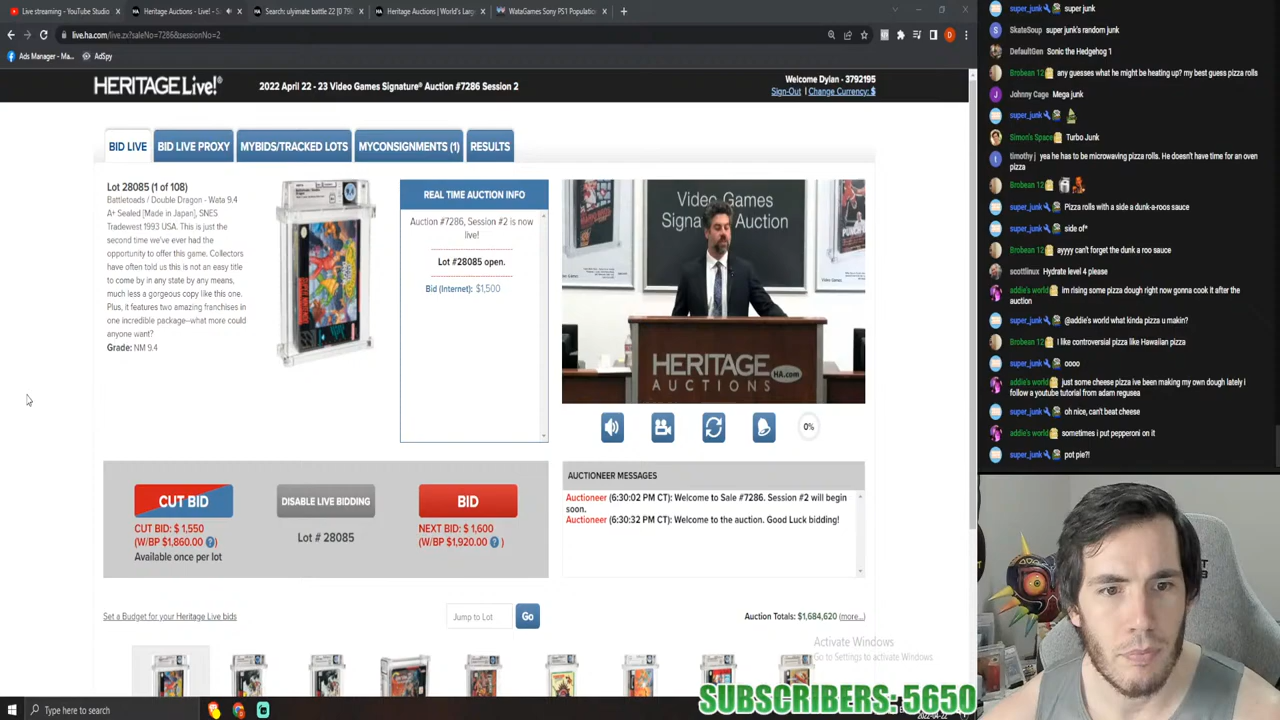 Live streaming - YouTube Studio
Heritage Auctions - Live! - S
Search: ulyimate battle 22 [0 79
Heritage Auctions | World's Larg
WataGames Sony PS1 Population
live.ha.com/live.zx?saleNo=7286&session=2
Ads Manager - Ma...
AdSpy
HERITAGE Live!®
2022 April 22 - 23 Video Games Signature® Auction #7286 Session 2
Welcome Dylan - 3792195
Sign-Out | Change Currency: $
BID LIVE
BID LIVE PROXY
MYBIDS/TRACKED LOTS
MYCONSIGNMENTS (1)
RESULTS
Lot 28085 (1 of 108)
Battletoads / Double Dragon - Wata 9.4
A+ Sealed [Made in Japan], SNES
Tradewest 1993 USA. This is just the
second time we've ever had the
opportunity to offer this game. Collectors
have often told us this is not an easy title
to come by in any state by any means,
much less a gorgeous copy like this one.
Plus, it features two amazing franchises in
one incredible package--what more could
anyone want?
Grade: NM 9.4
REAL TIME AUCTION INFO
Auction #7286, Session #2 is now
live!
Lot #28085 open.
Bid (Internet): $1,500
Video Games
HERITAGE
HA.com
AUCTIONS
0%
CUT BID
CUT BID: $ 1,550
(W/BP $1,860.00 ?)
Available once per lot
DISABLE LIVE BIDDING
Lot # 28085
BID
NEXT BID: $ 1,600
(W/BP $1,920.00 ? )
AUCTIONEER MESSAGES
Auctioneer (6:30:02 PM CT): Welcome to Sale #7286. Session #2 will begin
soon.
Auctioneer (6:30:32 PM CT): Welcome to the auction. Good Luck bidding!
Set a Budget for your Heritage Live bids
Jump to Lot
Go
Auction Totals: $1,684,620 (more...)
Activate Windows
Go to Settings to activate Windows.
SUBSCRIBERS: 5650
Type here to search
super_junk super junk
SkateSoup super junk's random junk
DefaultGen Sonic the Hedgehog 1
Brobean 12 any guesses what he might be heating up? my best guess pizza rolls
Johnny Cage Mega junk
super_junk
Simon's Space Turbo Junk
timothy j yea he has to be microwaving pizza rolls. He doesn't have time for an oven
pizza
Brobean 12
super_junk Pizza rolls with a side a dunk-a-roos sauce
super_junk side of*
Brobean 12 ayyyy can't forget the dunk a roo sauce
scottlinux Hydrate level 4 please
addie's world im rising some pizza dough right now gonna cook it after the
auction
super_junk @addie's world what kinda pizza u makin?
Brobean 12 I like controversial pizza like Hawaiian pizza
super_junk oooo
addie's world just some cheese pizza ive been making my own dough lately i
follow a youtube tutorial from adam regusea
super_junk oh nice, can't beat cheese
addie's world sometimes i put pepperoni on it
super_junk pot pie?!